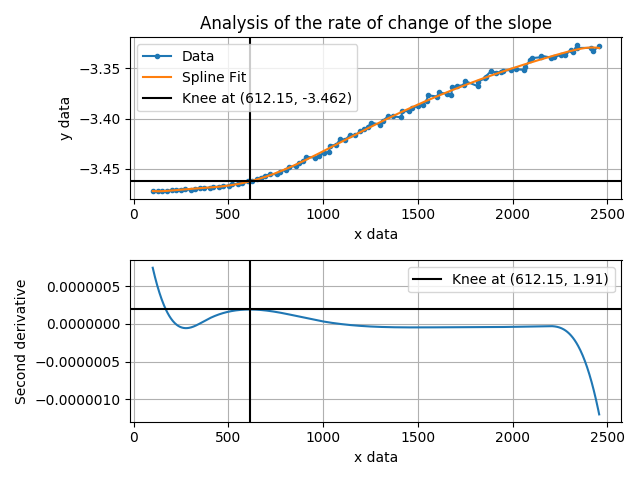 Analysis of the rate of change of the slope
y data
−3.35
−3.40
−3.45
Data
Spline Fit
Knee at (612.15, -3.462)
0
500
1000
1500
2000
2500
x data
Second derivative
0.0000005
0.0000000
−0.0000005
−0.0000010
Knee at (612.15, 1.91)
0
500
1000
1500
2000
2500
x data